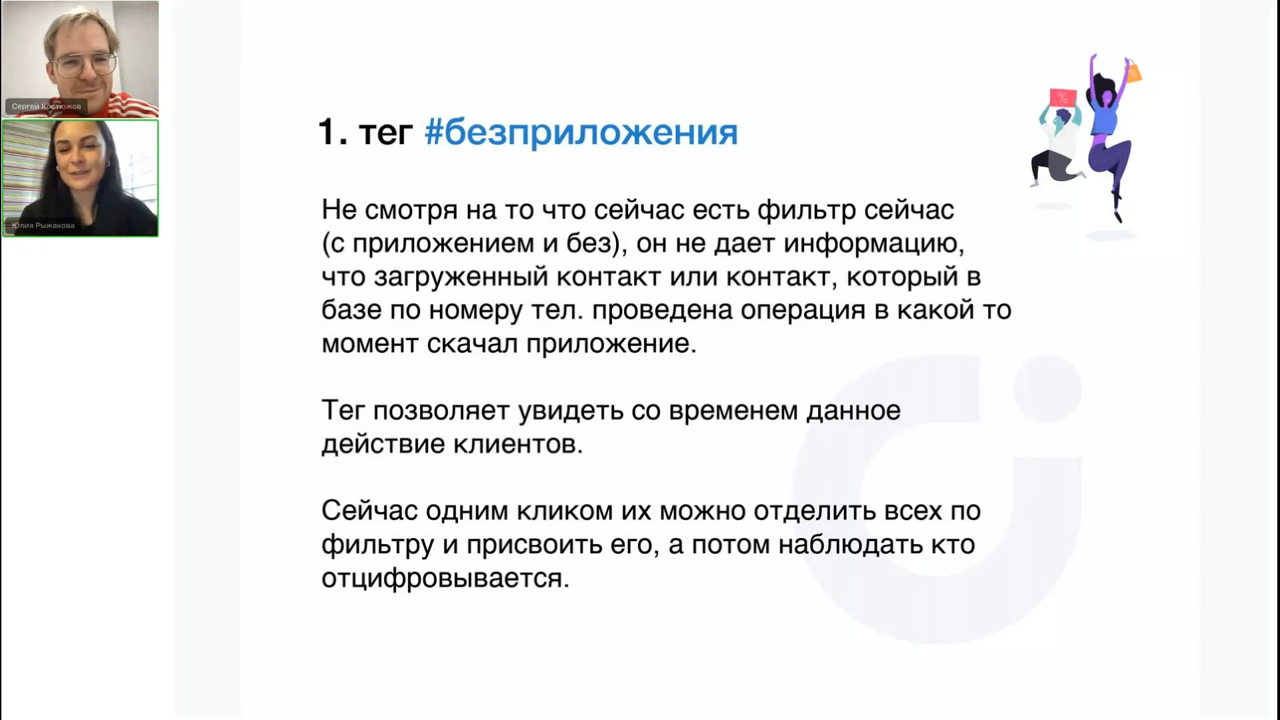 Сергей Костюжов
Юлия Рыжакова
1. тег #безприложения
%
Не смотря на то что сейчас есть фильтр сейчас
(с приложением и без), он не дает информацию,
что загруженный контакт или контакт, который в
базе по номеру тел. проведена операция в какой то
момент скачал приложение.
Тег позволяет увидеть со временем данное
действие клиентов.
Сейчас одним кликом их можно отделить всех по
фильтру и присвоить его, а потом наблюдать кто
отцифровывается.